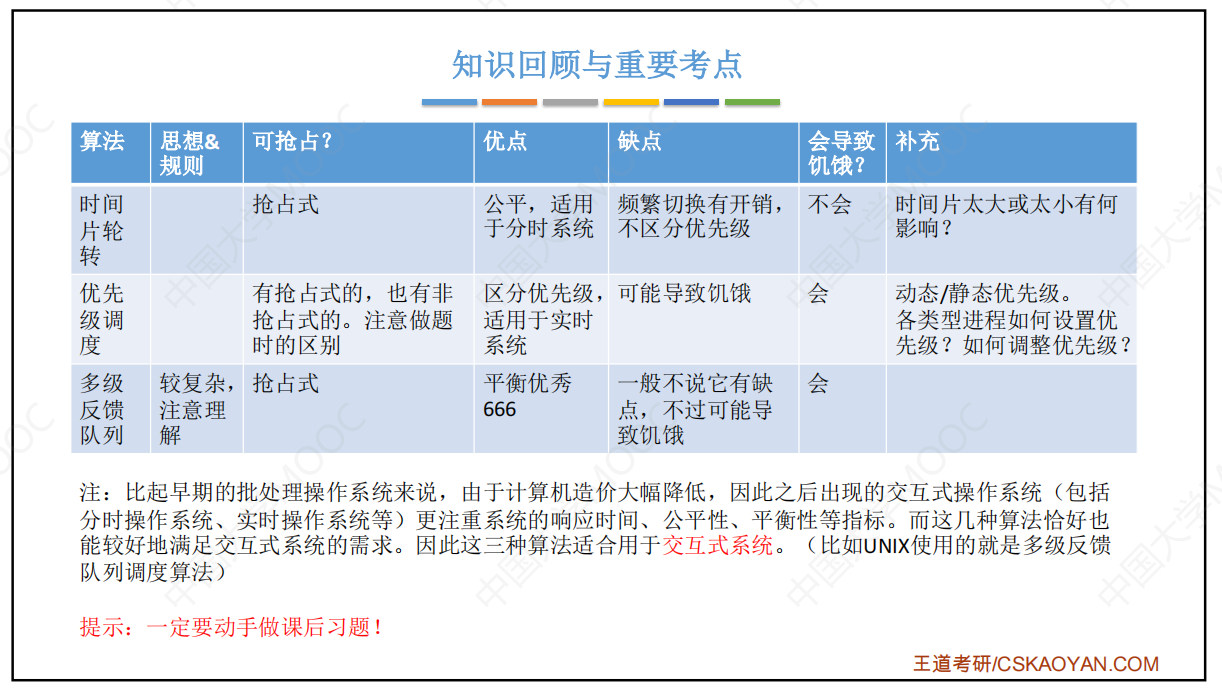 知识回顾与重要考点
算法 思想& 可抢占？ 优点 缺点 会导致 补充
规则 饥饿？
时间 抢占式 公平，适用 频繁切换有开销， 不会 时间片太大或太小有何
片轮 于分时系统 不区分优先级 影响？
转
优先 有抢占式的，也有非 区分优先级， 可能导致饥饿 会 动态/静态优先级。
级调 抢占式的。注意做题 适用于实时 各类型进程如何设置优
度 时的区别 系统 先级？如何调整优先级？
多级 较复杂， 抢占式 平衡优秀 一般不说它有缺 会
反馈 注意理 666 点，不过可能导
队列 解 致饥饿
注：比起早期的批处理操作系统来说，由于计算机造价大幅降低，因此之后出现的交互式操作系统（包括
分时操作系统、实时操作系统等）更注重系统的响应时间、公平性、平衡性等指标。而这几种算法恰好也
能较好地满足交互式系统的需求。因此这三种算法适合用于交互式系统。（比如UNIX使用的就是多级反馈
队列调度算法）
提示：一定要动手做课后习题！
王道考研/CSKAOYAN.COM
中国大学MOOC